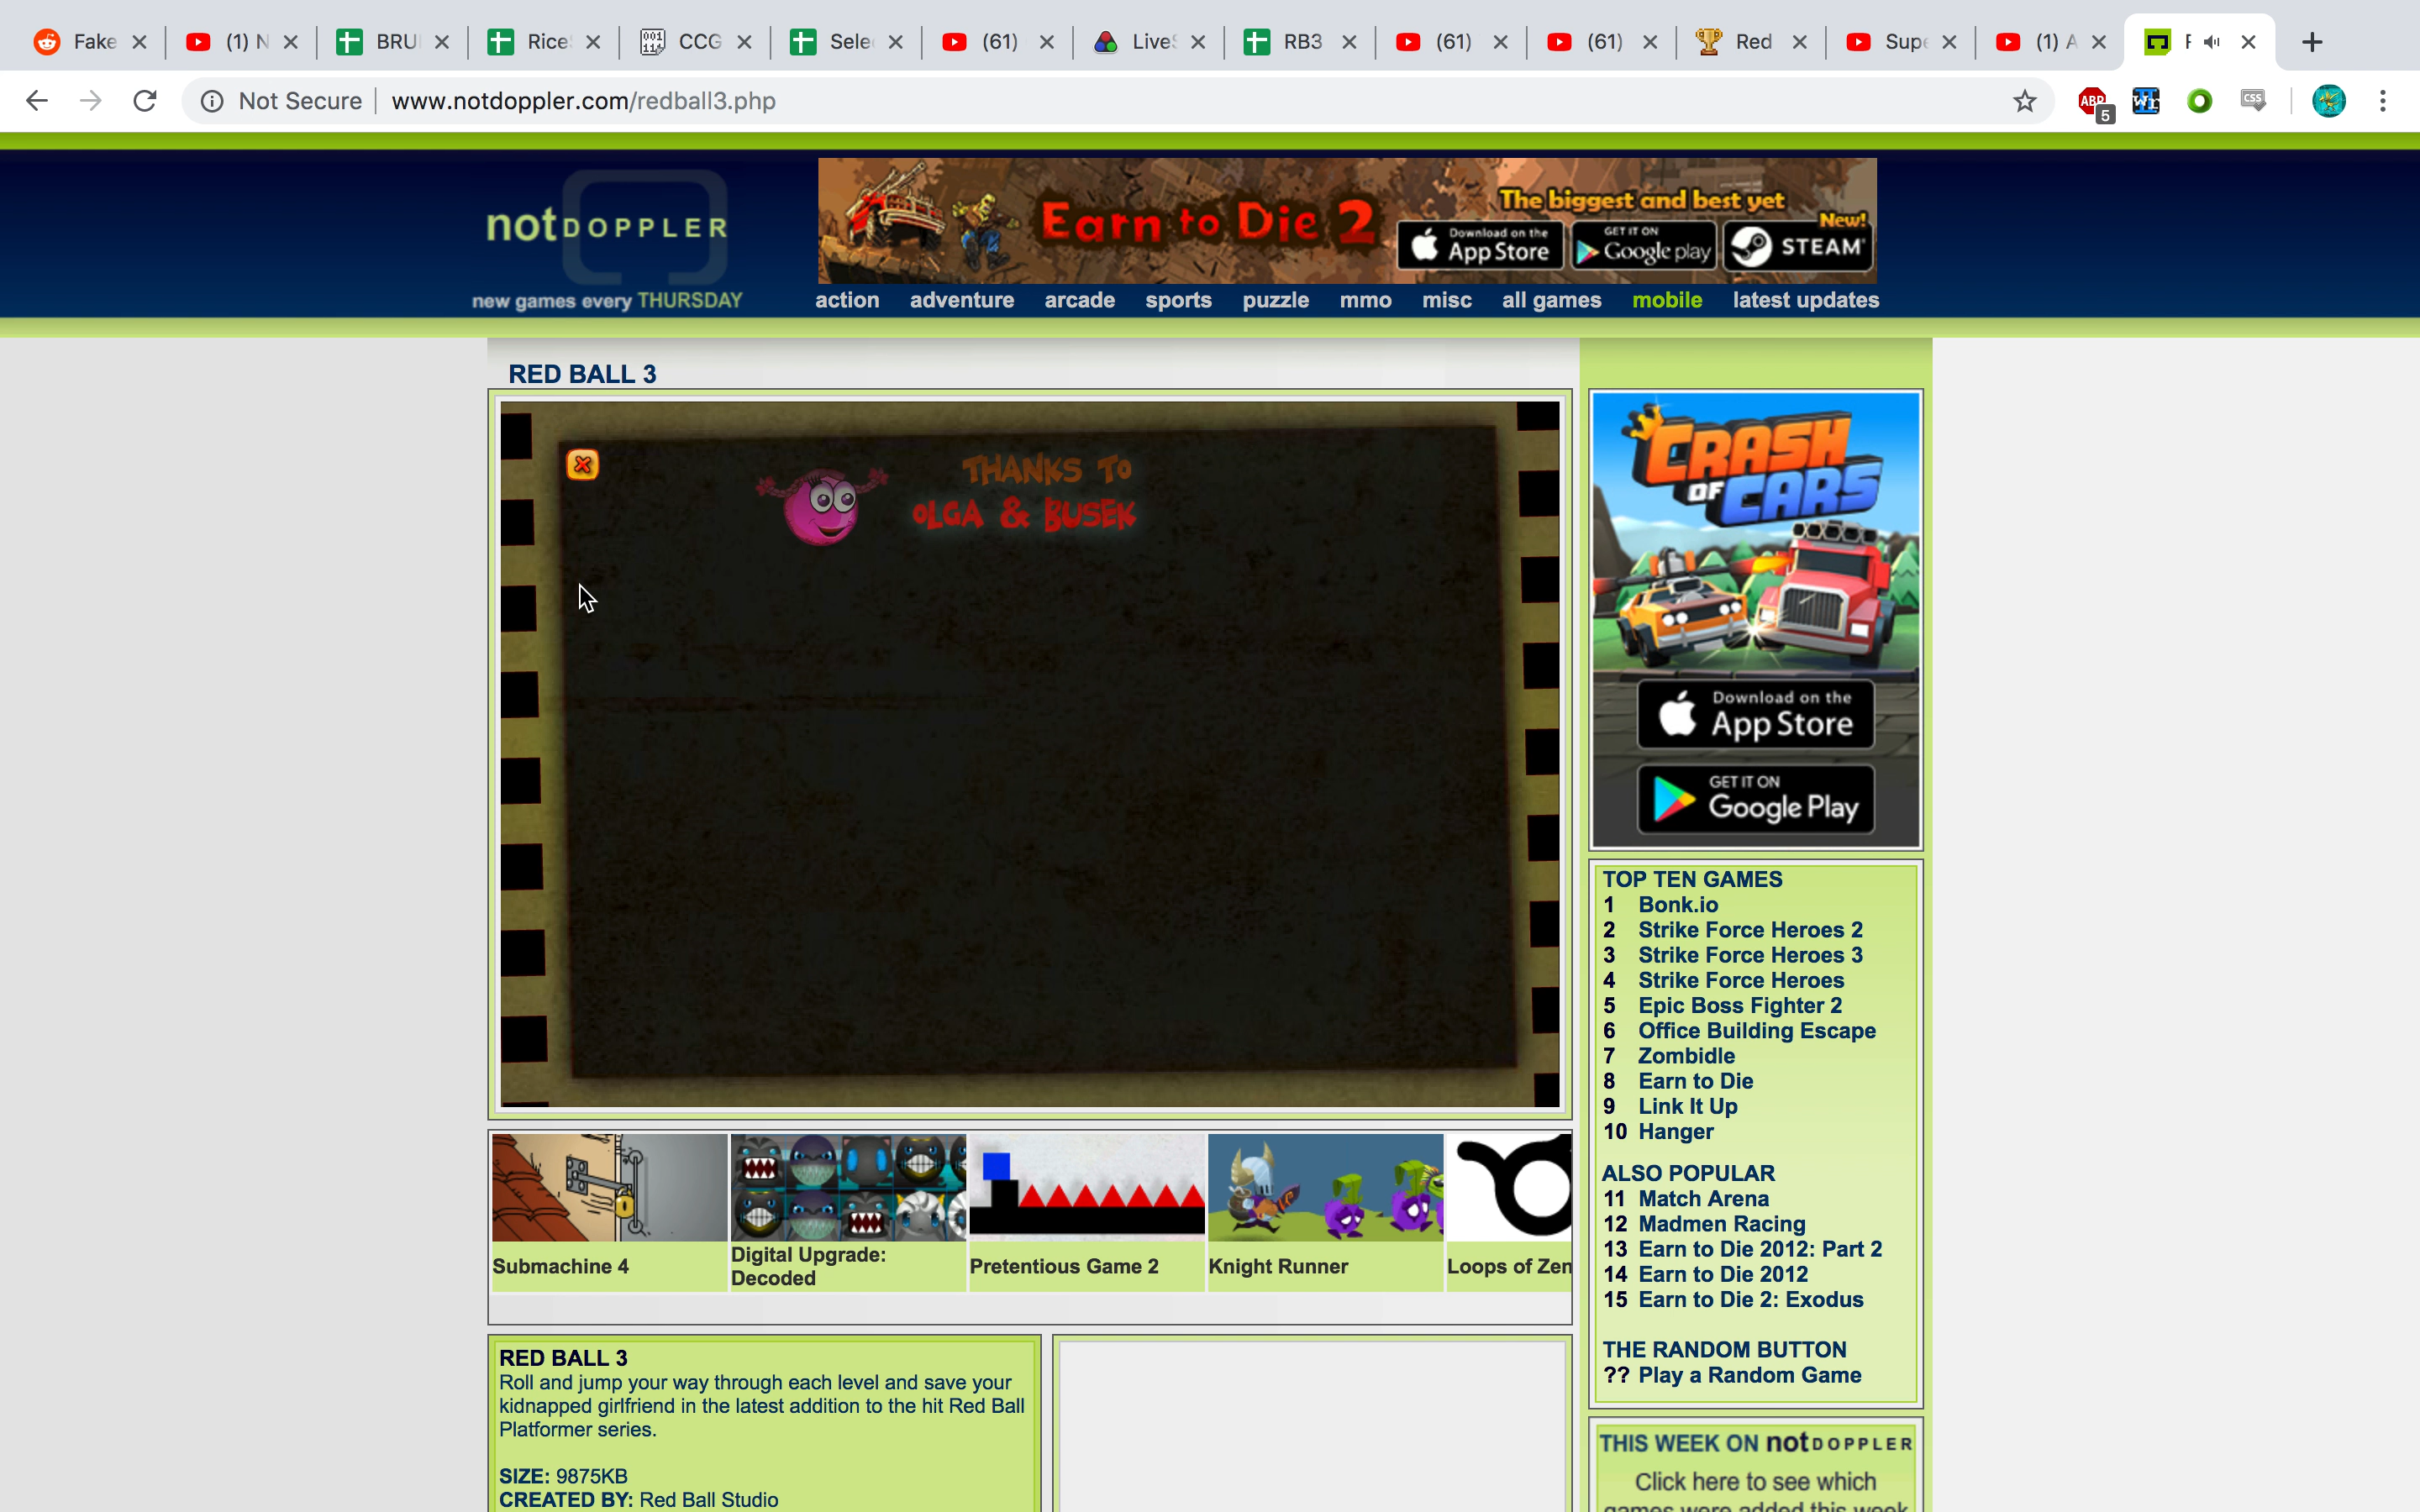 Fake
(1) N
BRU
Rice
CCG
Sele
(61)
Live
RB3
(61)
(61)
Red
Supe
(1) A
Not Secure www.notdoppler.com/redball3.php
ABP
5
CSS
notDOPPLER
new games every THURSDAY
Earn to Die 2
The biggest and best yet
New!
Download on the
App Store
GET IT ON
Google play
STEAM
action adventure arcade sports puzzle mmo misc all games mobile latest updates
RED BALL 3
THANKS TO
OLGA & BUSEK
CRASH
OF
CARS
Download on the
App Store
GET IT ON
Google Play
TOP TEN GAMES
1 Bonk.io
2 Strike Force Heroes 2
3 Strike Force Heroes 3
4 Strike Force Heroes
5 Epic Boss Fighter 2
6 Office Building Escape
7 Zombidle
8 Earn to Die
9 Link It Up
10 Hanger
ALSO POPULAR
11 Match Arena
12 Madmen Racing
13 Earn to Die 2012: Part 2
14 Earn to Die 2012
15 Earn to Die 2: Exodus
THE RANDOM BUTTON
?? Play a Random Game
THIS WEEK ON notDOPPLER
Click here to see which
games were added this week
Submachine 4
Digital Upgrade:
Decoded
Pretentious Game 2
Knight Runner
Loops of Zen
RED BALL 3
Roll and jump your way through each level and save your
kidnapped girlfriend in the latest addition to the hit Red Ball
Platformer series.
SIZE: 9875KB
CREATED BY: Red Ball Studio